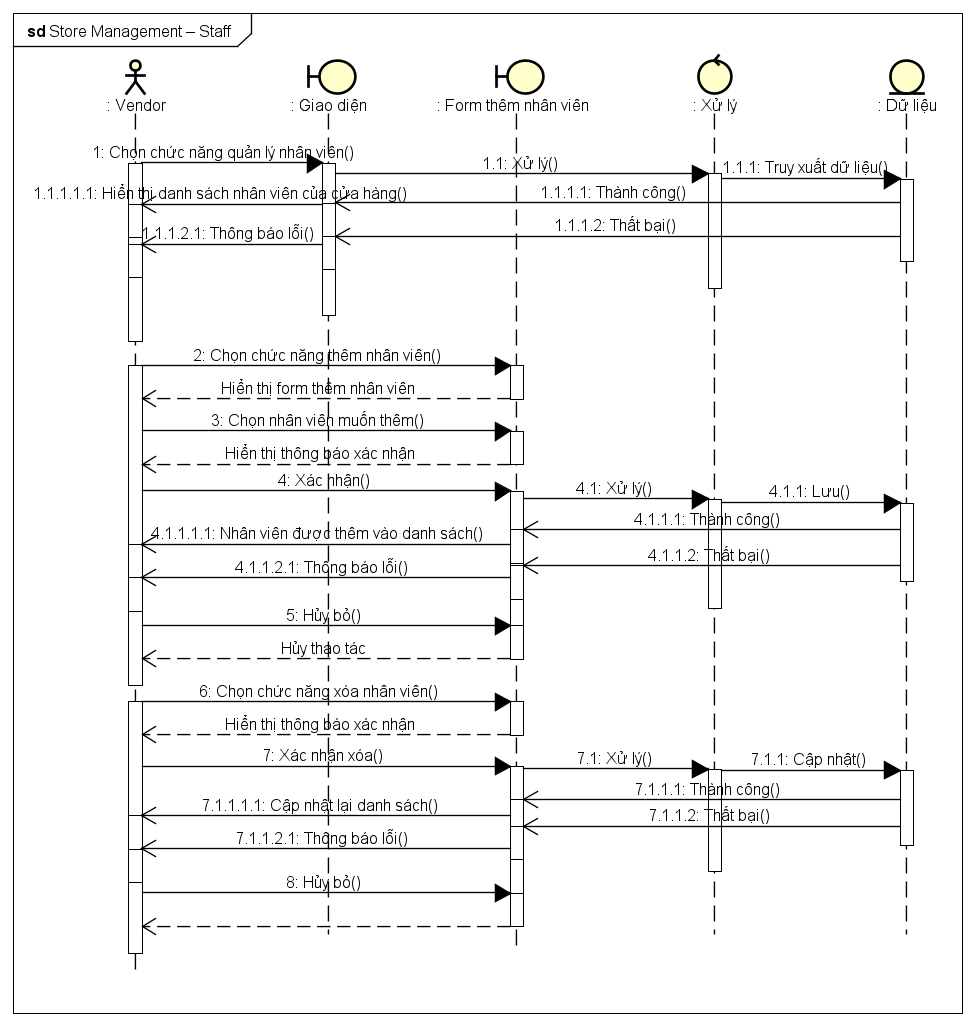 sd Store Management – Staff
: Vendor
: Giao diện
: Form thêm nhân viên
: Xử lý
: Dữ liệu
1: Chọn chức năng quản lý nhân viên()
1.1: Xử lý()
1.1.1: Truy xuất dữ liệu()
1.1.1.1.1: Hiển thị danh sách nhân viên của cửa hàng()
1.1.1.1: Thành công()
1.1.1.2.1: Thông báo lỗi()
1.1.1.2: Thất bại()
2: Chọn chức năng thêm nhân viên()
Hiển thị form thêm nhân viên
3: Chọn nhân viên muốn thêm()
Hiển thị thông báo xác nhận
4: Xác nhận()
4.1: Xử lý()
4.1.1: Lưu()
4.1.1.1: Thành công()
4.1.1.1.1: Nhân viên được thêm vào danh sách()
4.1.1.2: Thất bại()
4.1.1.2.1: Thông báo lỗi()
5: Hủy bỏ()
Hủy thao tác
6: Chọn chức năng xóa nhân viên()
Hiển thị thông báo xác nhận
7: Xác nhận xóa()
7.1: Xử lý()
7.1.1: Cập nhật()
7.1.1.1: Thành công()
7.1.1.1.1: Cập nhật lại danh sách()
7.1.1.2: Thất bại()
7.1.1.2.1: Thông báo lỗi()
8: Hủy bỏ()